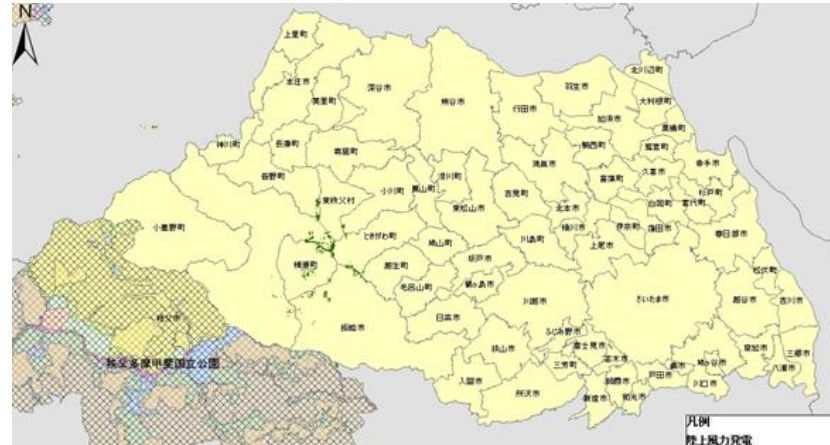 N
上里町
本庄市
美里町
深谷市
熊谷市
行田市
羽生市
北川辺町
大利根町
加須市
栗橋町
神川町
長瀞町
寄居町
騎西町
鷲宮町
幸手市
皆野町
鴻巣市
久喜市
菖蒲町
杉戸町
白岡町
宮代町
小鹿野町
東秩父村
小川町
嵐山町
滑川町
東松山市
吉見町
北本市
桶川市
伊奈町
蓮田市
春日部市
ときがわ町
鳩山町
川島町
上尾市
横瀬町
越生町
坂戸市
松伏町
毛呂山町
鶴ヶ島市
川越市
さいたま市
越谷市
吉川市
秩父市
飯能市
日高市
ふじみ野市
富士見市
狭山市
三芳町
志木市
草加市
三郷市
八潮市
秩父多摩甲斐国立公園
入間市
所沢市
新座市
朝霞市
和光市
戸田市
蕨市
川口市
鳩ヶ谷市
凡例
陸上風力発電